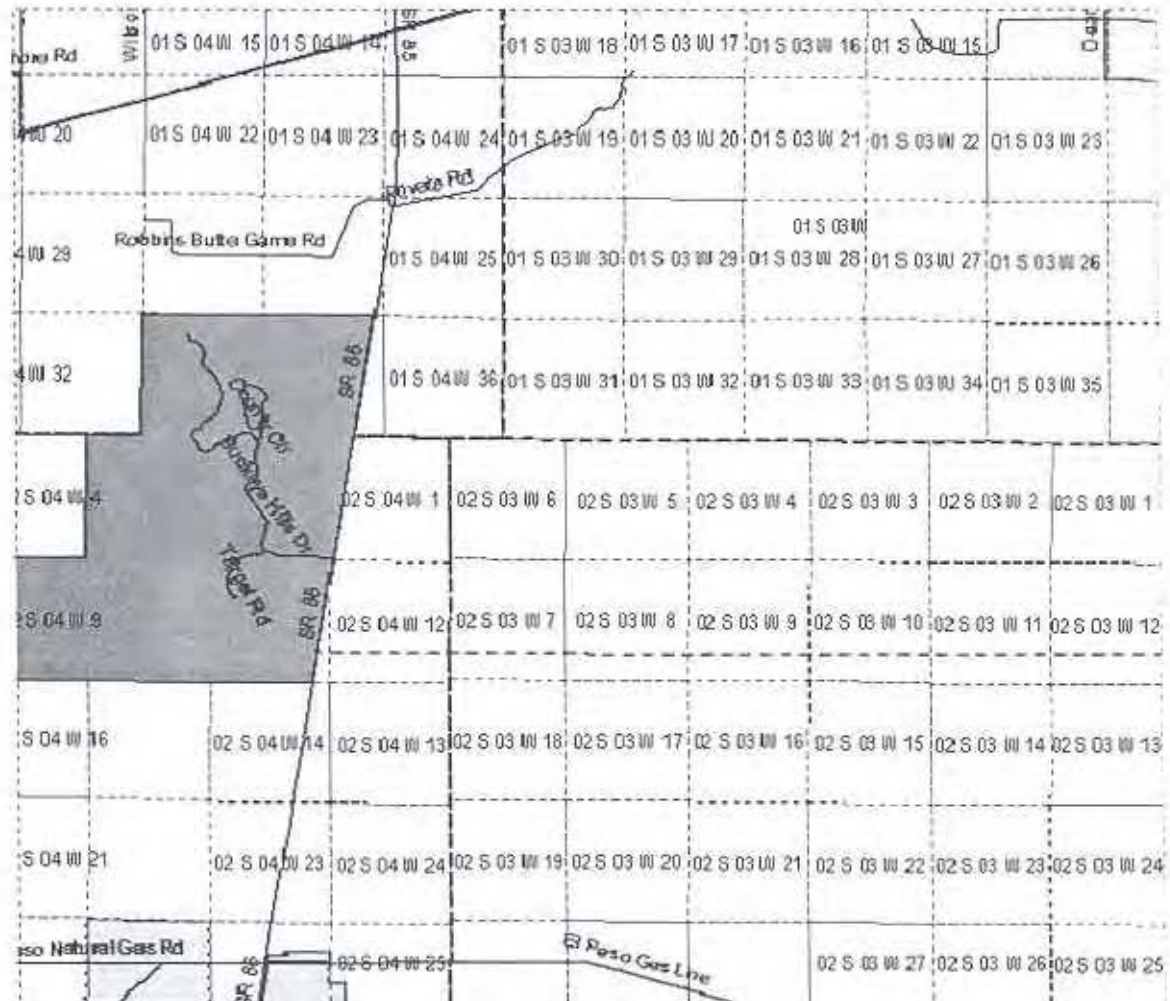 01 S 04 W 15 01 S 04 W 14 01 S 03 W 18 01 S 03 W 17 01 S 03 W 16 01 S 03 W 15
Rd
20 01 S 04 W 22 01 S 04 W 23 01 S 04 W 24 01 S 03 W 19 01 S 03 W 20 01 S 03 W 21 01 S 03 W 22 01 S 03 W 23
Rd
01 S 03 W
Robbins Butte Game Rd
4 W 29 01 S 04 W 25 01 S 03 W 30 01 S 03 W 29 01 S 03 W 28 01 S 03 W 27 01 S 03 W 26
4 W 32 01 S 04 W 36 01 S 03 W 31 01 S 03 W 32 01 S 03 W 33 01 S 03 W 34 01 S 03 W 35
Hills Dr
2 S 04 W 4 02 S 04 W 1 02 S 03 W 6 02 S 03 W 5 02 S 03 W 4 02 S 03 W 3 02 S 03 W 2 02 S 03 W 1
Target Rd
2 S 04 W 9 02 S 04 W 12 02 S 03 W 7 02 S 03 W 8 02 S 03 W 9 02 S 03 W 10 02 S 03 W 11 02 S 03 W 12
S 04 W 16 02 S 04 W 14 02 S 04 W 13 02 S 03 W 18 02 S 03 W 17 02 S 03 W 16 02 S 03 W 15 02 S 03 W 14 02 S 03 W 13
S 04 W 21 02 S 04 W 23 02 S 04 W 24 02 S 03 W 19 02 S 03 W 20 02 S 03 W 21 02 S 03 W 22 02 S 03 W 23 02 S 03 W 24
aso Natural Gas Rd
02 S 04 W 25 El Paso Gas Line 02 S 03 W 27 02 S 03 W 26 02 S 03 W 25